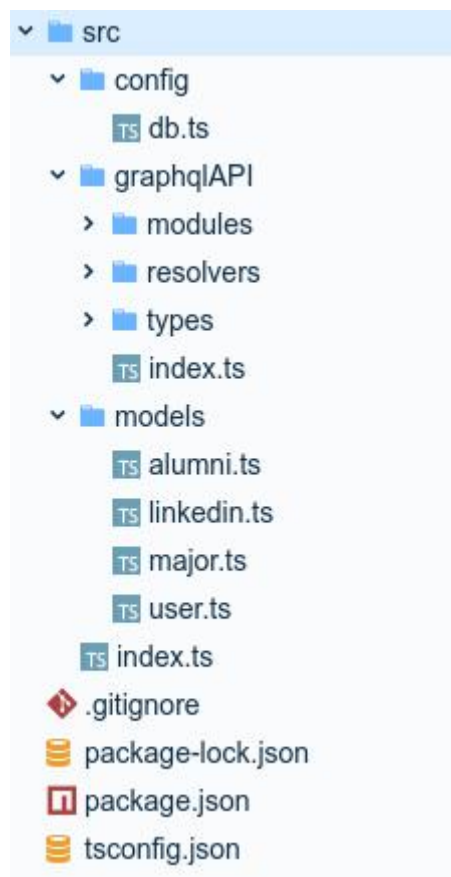 src
config
TS db.ts
graphqlAPI
modules
resolvers
types
TS index.ts
models
TS alumni.ts
TS linkedin.ts
TS major.ts
TS user.ts
TS index.ts
.gitignore
package-lock.json
package.json
tsconfig.json